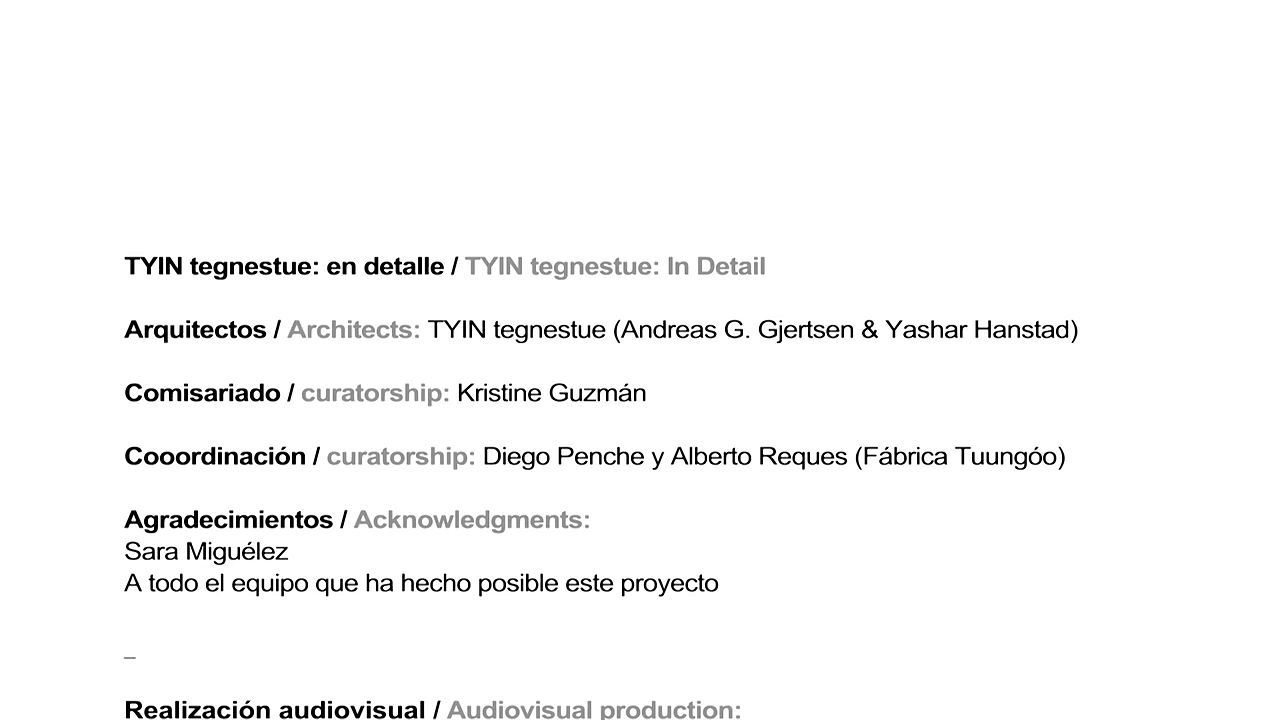 TYIN tegnestue: en detalle / TYIN tegnestue: In Detail
Arquitectos / Architects: TYIN tegnestue (Andreas G. Gjertsen & Yashar Hanstad)
Comisariado / curatorship: Kristine Guzmán
Cooordinación / curatorship: Diego Penche y Alberto Reques (Fábrica Tuungóo)
Agradecimientos / Acknowledgments:
Sara Miguélez
A todo el equipo que ha hecho posible este proyecto
_
Realización audiovisual / Audiovisual production: